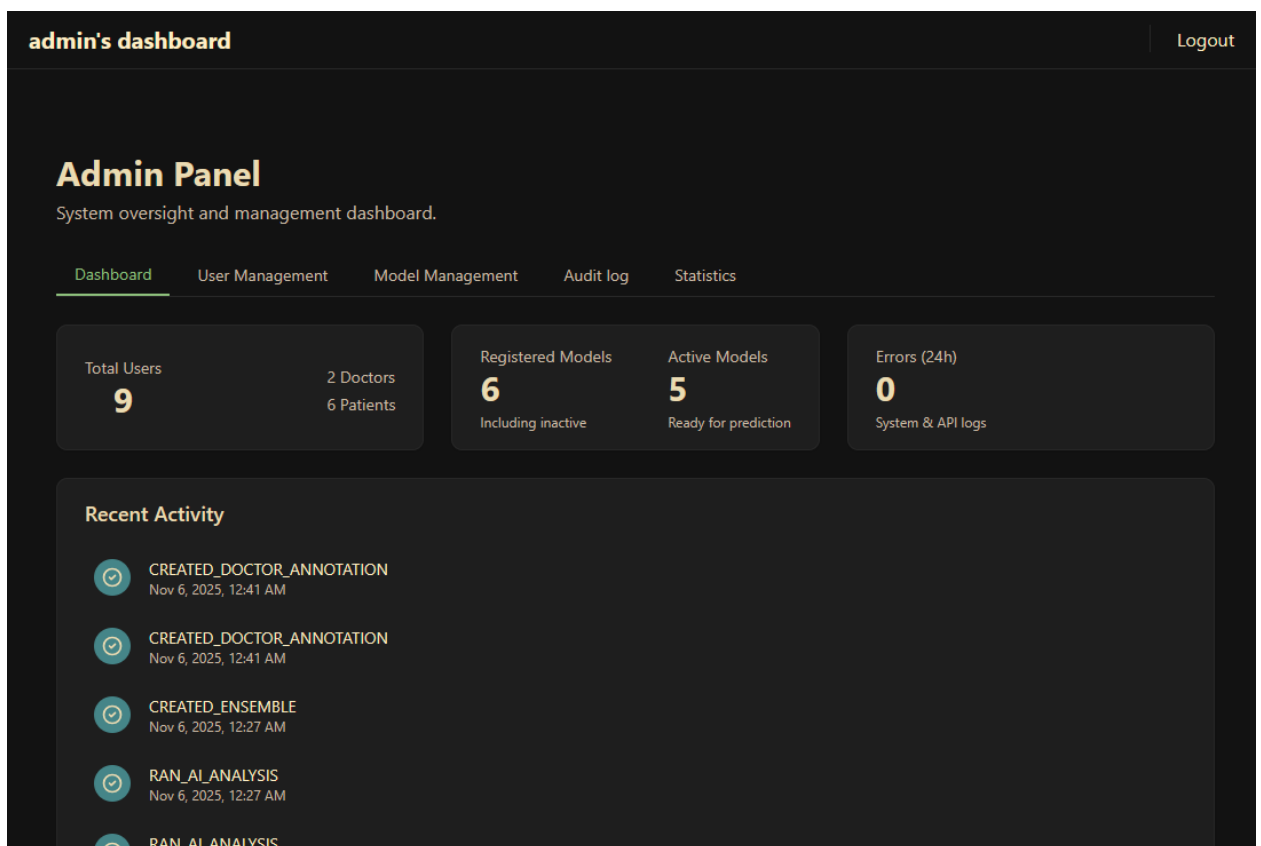 admin's dashboard
Logout
Admin Panel
System oversight and management dashboard.
Dashboard User Management Model Management Audit log Statistics
Total Users
9
2 Doctors
6 Patients
Registered Models
6
Including inactive
Active Models
5
Ready for prediction
Errors (24h)
0
System & API logs
Recent Activity
CREATED_DOCTOR_ANNOTATION
Nov 6, 2025, 12:41 AM
CREATED_DOCTOR_ANNOTATION
Nov 6, 2025, 12:41 AM
CREATED_ENSEMBLE
Nov 6, 2025, 12:27 AM
RAN_AI_ANALYSIS
Nov 6, 2025, 12:27 AM
RAN_AI_ANALYSIS